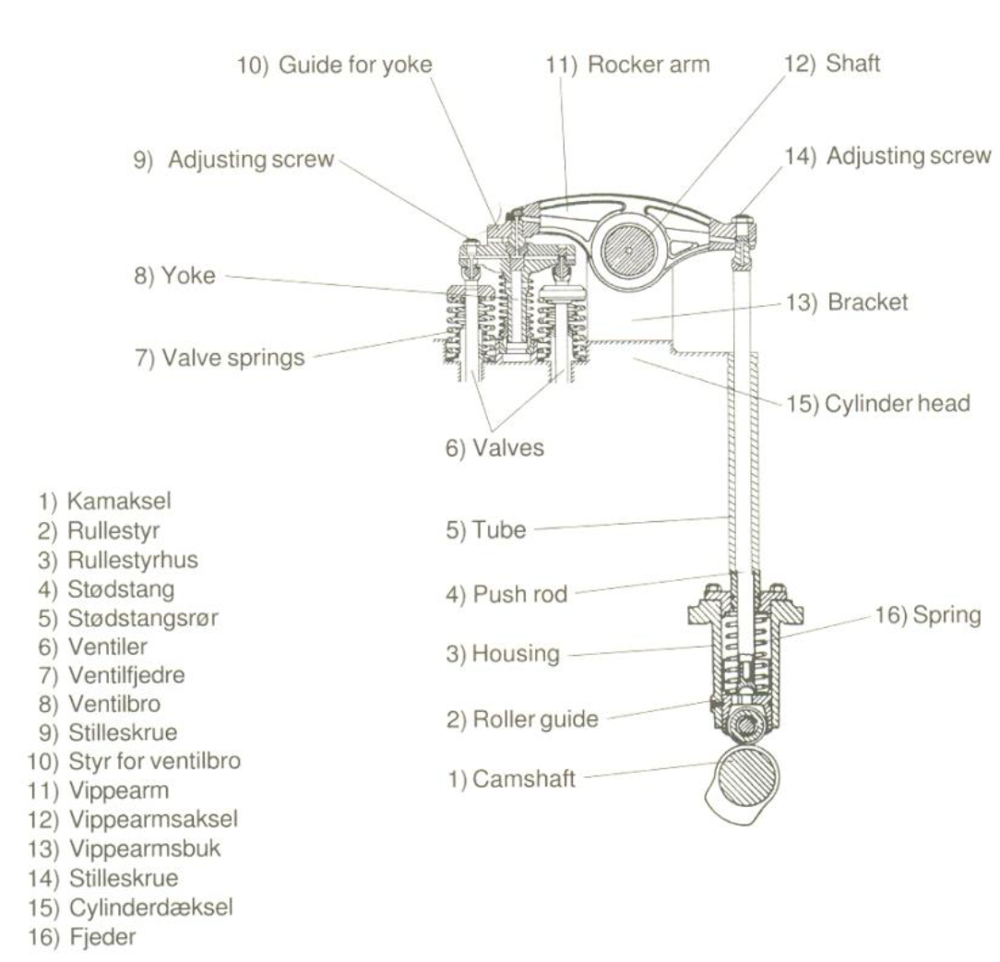 10) Guide for yoke
11) Rocker arm
12) Shaft
9) Adjusting screw
14) Adjusting screw
8) Yoke
13) Bracket
7) Valve springs
15) Cylinder head
6) Valves
5) Tube
4) Push rod
16) Spring
3) Housing
2) Roller guide
1) Camshaft
1) Kamaksel
2) Rullestyr
3) Rullestyrhus
4) Stødstang
5) Stødstangsrør
6) Ventiler
7) Ventilfjedre
8) Ventilbro
9) Stilleskrue
10) Styr for ventilbro
11) Vippearm
12) Vippearmsaksel
13) Vippearmsbuk
14) Stilleskrue
15) Cylinderdæksel
16) Fjeder